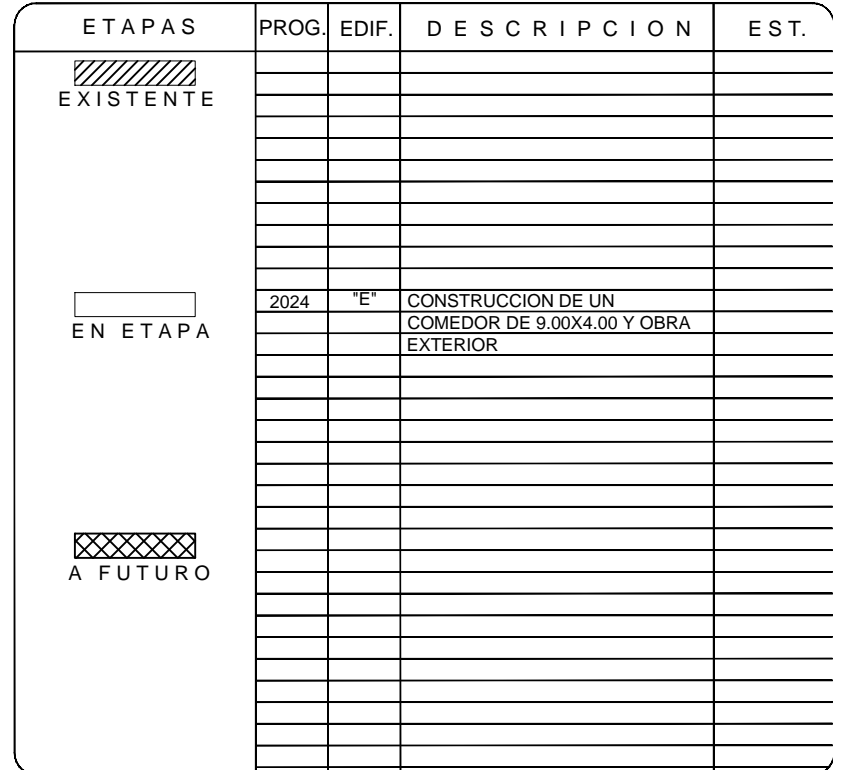 ETAPAS PROG. EDIF. DESCRIPCION EST.
EXISTENTE
2024 "E" CONSTRUCCION DE UN
COMEDOR DE 9.00X4.00 Y OBRA
EN ETAPA
EXTERIOR
A FUTURO